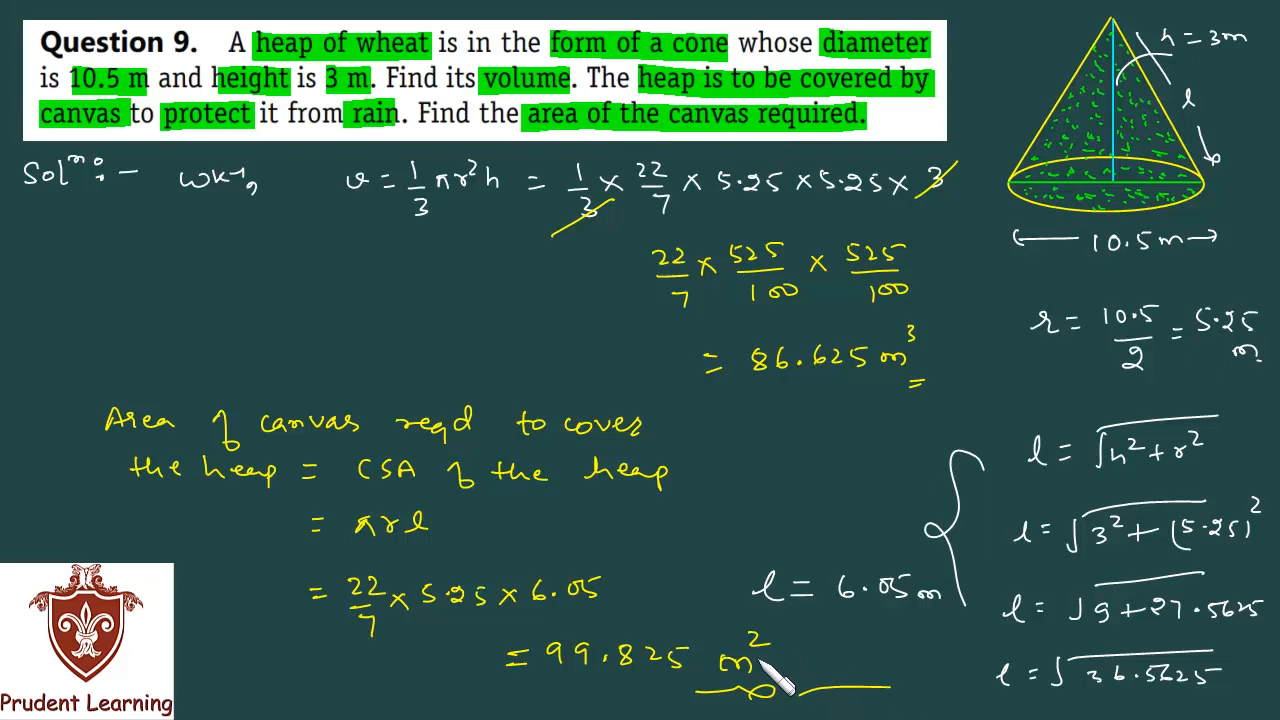 Question 9. A heap of wheat is in the form of a cone whose diameter
is 10.5 m and height is 3 m. Find its volume. The heap is to be covered by
canvas to protect it from rain. Find the area of the canvas required.
h = 3m
l
10.5m
Solⁿ :- WKT, v = 1/3 πr²h = 1/3 × 22/7 × 5.25 × 5.25 × 3
22/7 × 525/100 × 525/100
= 86.625 m³
r = 10.5/2 = 5.25 m
Area of canvas reqd to cover
the heap = CSA of the heap
= πrl
= 22/7 × 5.25 × 6.05
= 99.825 m²
l = √h² + r²
l = √3² + (5.25)²
l = √9 + 27.5625
l = √36.5625
l = 6.05m
Prudent Learning